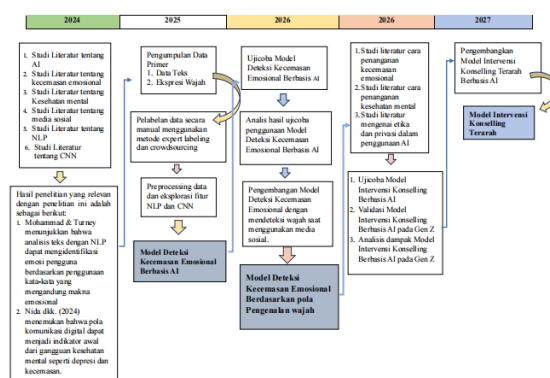 2024
2025
2026
2026
2027
1. Studi Literatur tentang
AI
2. Studi Literatur tentang
kecemasan emosional
3. Studi Literatur tentang
Kesehatan mental
4. Studi Literatur tentang
media sosial
5. Studi Literatur tentang
NLP
6. Studi Literatur
tentang CNN
Hasil penelitian yang relevan
dengan penelitian ini adalah
sebagai berikut:
1. Mohammad & Turney
menunjukkan bahwa
analisis teks dengan NLP
dapat mengidentifikasi
emosi pengguna
berdasarkan penggunaan
kata-kata yang
mengandung makna
emosional
2. Nida dkk. (2024)
menemukan bahwa pola
komunikasi digital dapat
menjadi indikator awal
dari gangguan kesehatan
mental seperti depresi dan
kecemasan.
Pengumpulan Data
Primer
1. Data Teks
2. Ekspresi Wajah
Pelabelan data secara
manual menggunakan
metode expert labeling
dan crowdsourcing
Preprocessing data
dan eksplorasi fitur
NLP dan CNN
Model Deteksi
Kecemasan Emosional
Berbasis AI
Ujicoba Model
Deteksi Kecemasan
Emosional Berbasis AI
Analis hasil ujicoba
penggunaan Model
Deteksi Kecemasan
Emosional Berbasis AI
Pengembangan Model
Deteksi Kecemasan
Emosional dengan
mendeteksi wajah saat
menggunakan media
sosial.
Model Deteksi
Kecemasan Emosional
Berdasarkan pola
Pengenalan wajah
1. Studi literatur cara
penanganan
kecemasan
emosional
2. Studi literatur cara
penanganan
kesehatan mental
3. Studi literatur
mengenai etika
dan privasi dalam
penggunaan AI
1. Ujicoba Model
Intervensi Konselling
Berbasis AI
2. Validasi Model
Intervensi Konselling
Berbasis AI pada Gen Z
3. Analisis dampak Model
Intervensi Konselling
Berbasis AI pada Gen Z
Pengembangkan
Model Intervensi
Konselling Terarah
Berbasis AI
Model Intervensi
Konselling
Terarah